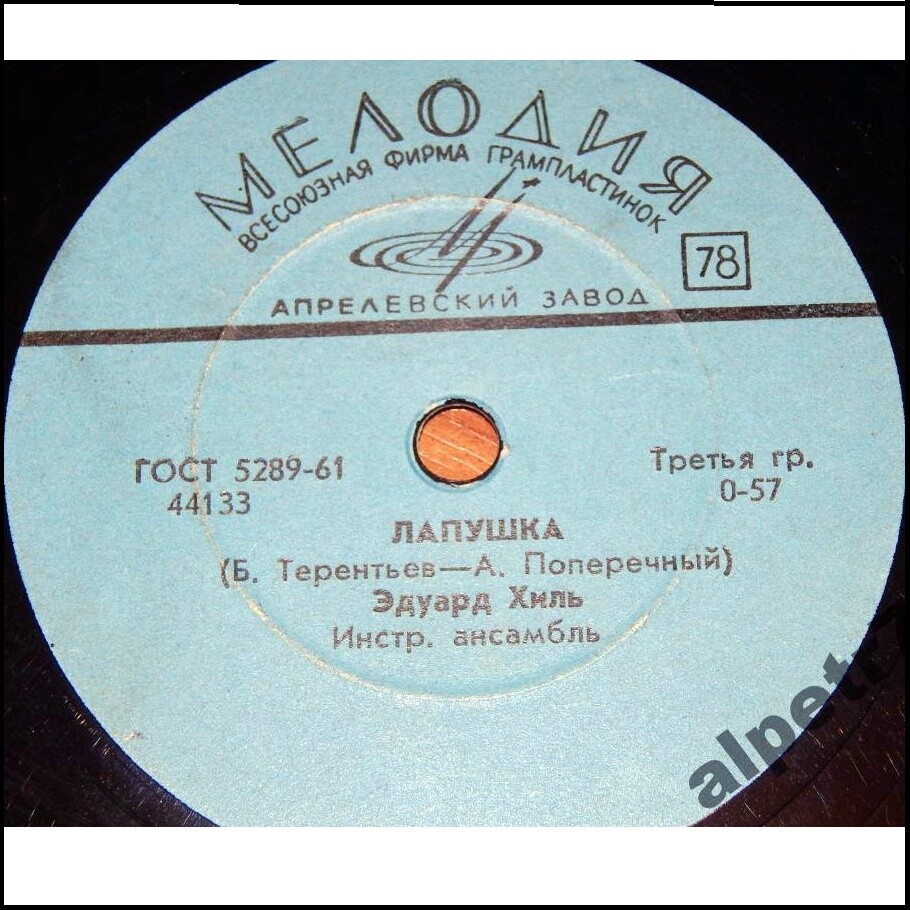 МЕЛОДИЯ
ВСЕСОЮЗНАЯ ФИРМА ГРАМПЛАСТИНОК
78
АПРЕЛЕВСКИЙ ЗАВОД
ГОСТ 5289-61
44133
Третья гр.
0-57
ЛАПУШКА
(Б. Терентьев—А. Поперечный)
Эдуард Хиль
Инстр. ансамбль